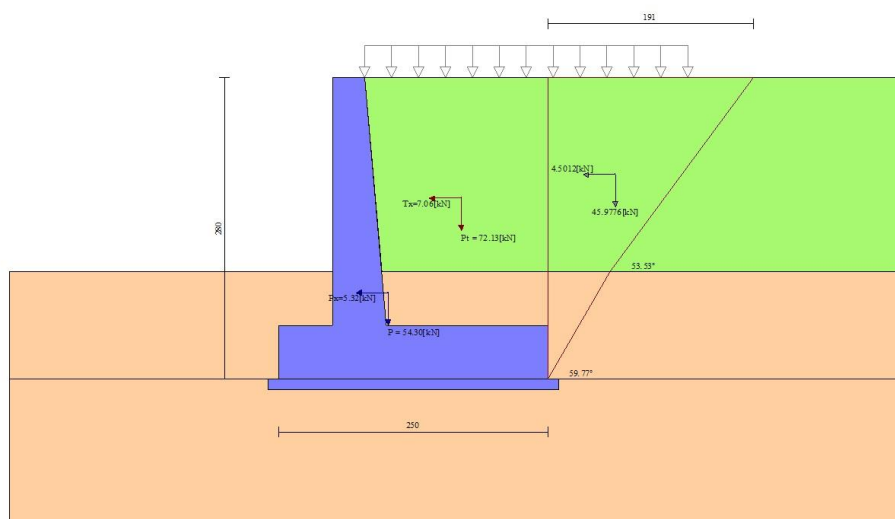 191
4.5012[kN]
Tx=7.06[kN]
45.9776[kN]
280
Pt = 72.13[kN]
53.53°
Px=5.32[kN]
P = 54.30[kN]
59.77°
250